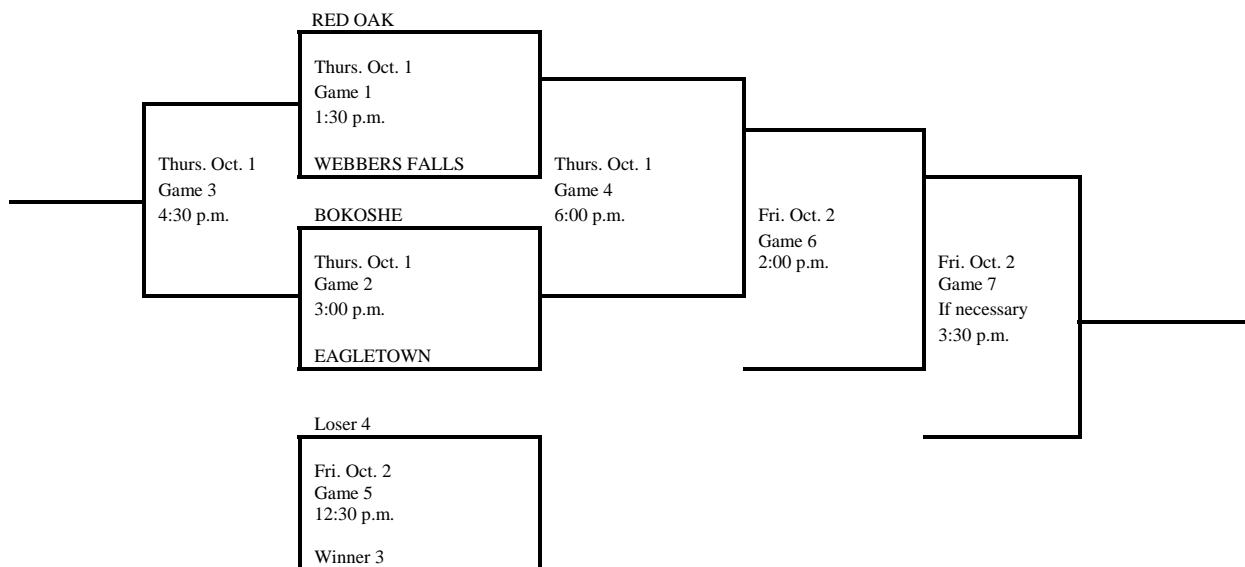 RED OAK
Thurs. Oct. 1
Game 1
1:30 p.m.
WEBBERS FALLS
Thurs. Oct. 1
Game 3
4:30 p.m.
Thurs. Oct. 1
Game 4
6:00 p.m.
BOKOSHE
Thurs. Oct. 1
Game 2
3:00 p.m.
EAGLETOWN
Fri. Oct. 2
Game 6
2:00 p.m.
Fri. Oct. 2
Game 7
If necessary
3:30 p.m.
Loser 4
Fri. Oct. 2
Game 5
12:30 p.m.
Winner 3